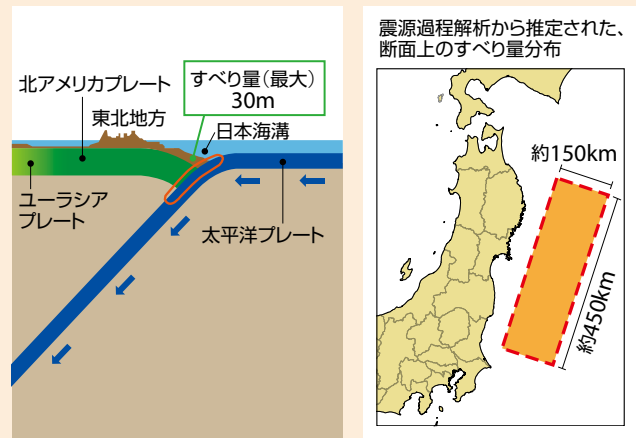 北アメリカプレート
東北地方
すべり量（最大）
30m
日本海溝
ユーラシア
プレート
太平洋プレート
震源過程解析から推定された、
断面上のすべり量分布
約150km
約450km